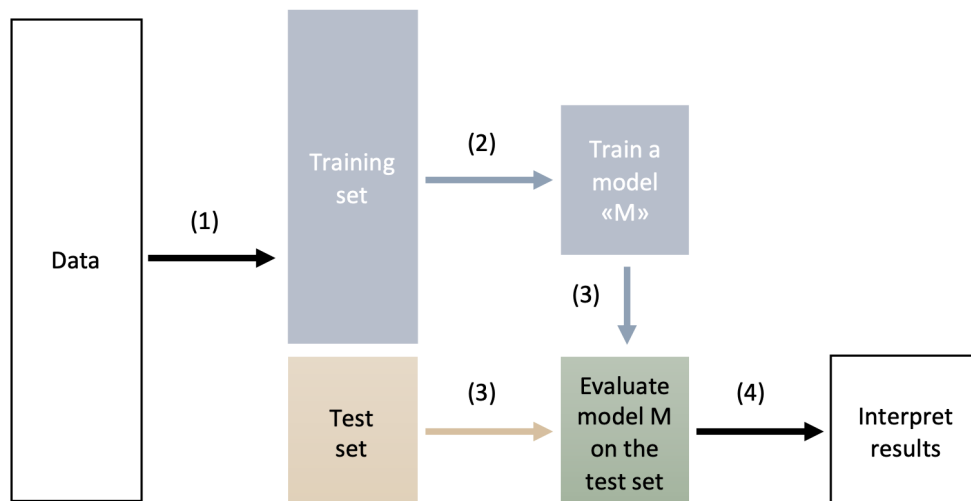 Data
(1)
Training
set
(2)
Train a
model
«M»
(3)
Test
set
(3)
Evaluate
model M
on the
test set
(4)
Interpret
results